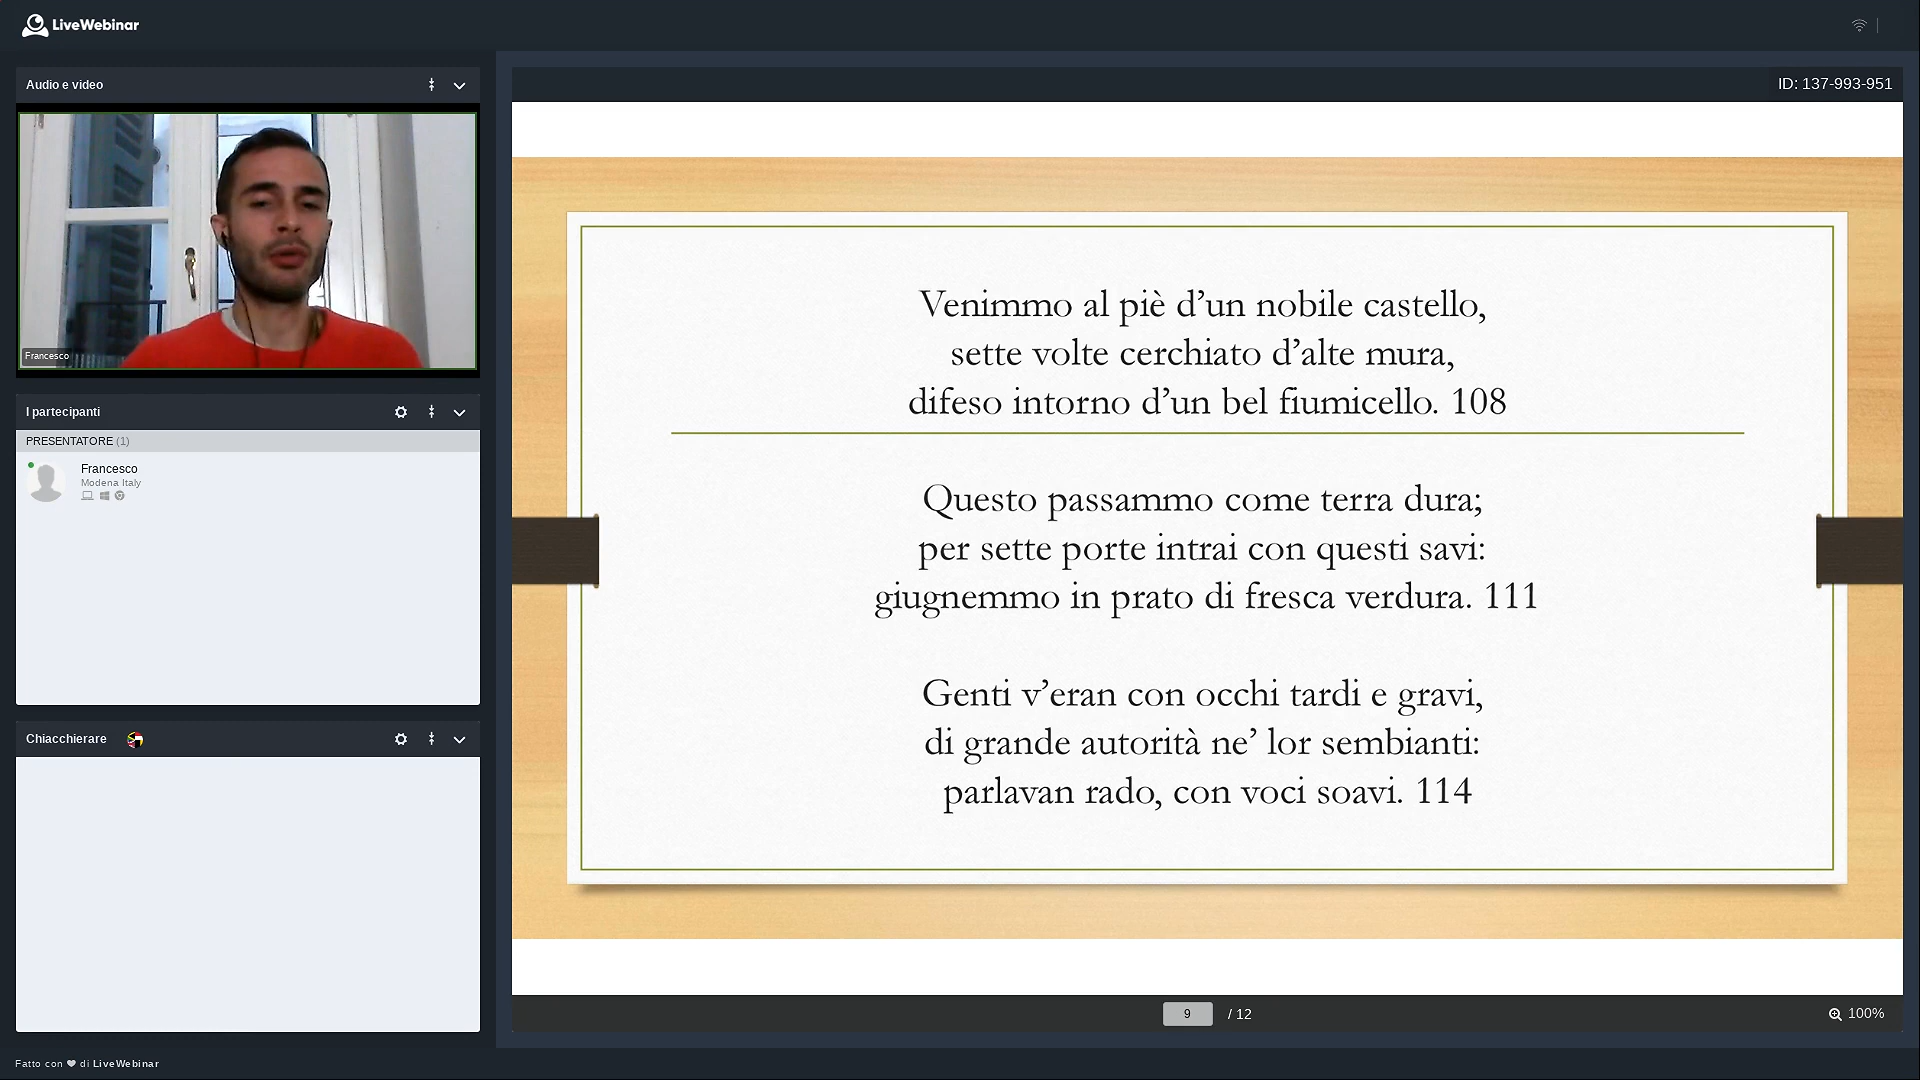 LiveWebinar
Audio e video
Francesco
I partecipanti
PRESENTATORE (1)
Francesco
Modena Italy
Chiacchierare
ID: 137-993-951
Venimmo al piè d’un nobile castello,
sette volte cerchiato d’alte mura,
difeso intorno d’un bel fiumicello. 108
Questo passammo come terra dura;
per sette porte intrai con questi savi:
giugnemmo in prato di fresca verdura. 111
Genti v’eran con occhi tardi e gravi,
di grande autorità ne’ lor sembianti:
parlavan rado, con voci soavi. 114
9 / 12
100%
Fatto con ❤ di LiveWebinar